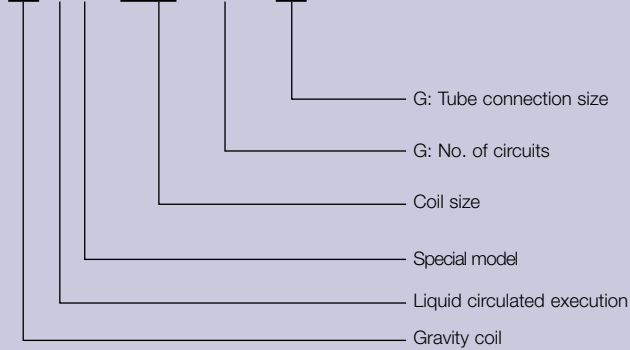 G: Tube connection size
G: No. of circuits
Coil size
Special model
Liquid circulated execution
Gravity coil